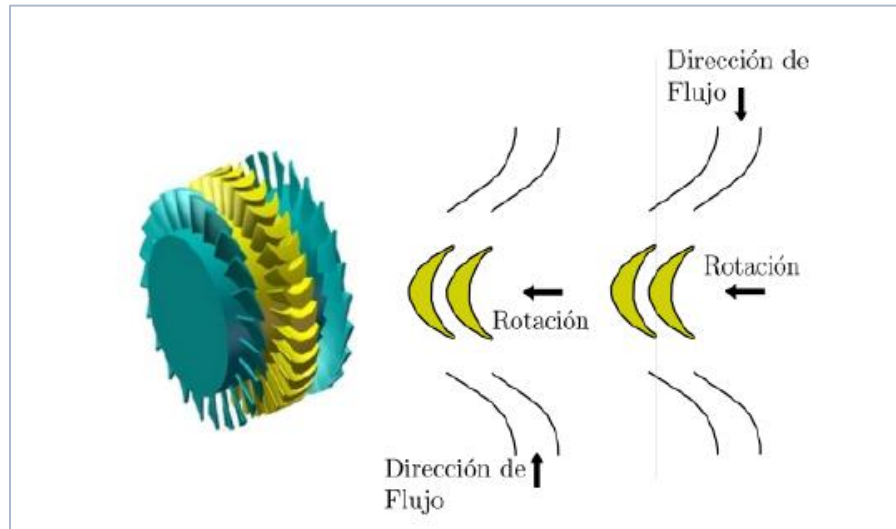 Dirección de
Flujo
Rotación
Rotación
Dirección de
Flujo